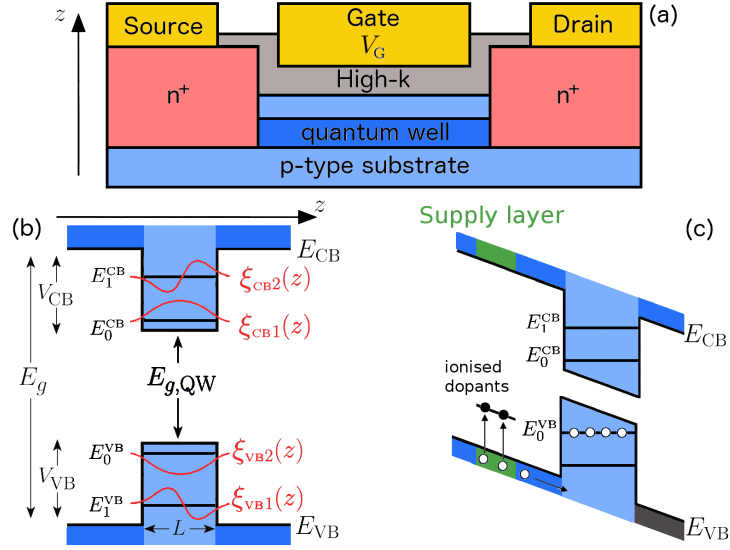 z
(a)
Source
Gate
V_G
Drain
High-k
n⁺
n⁺
quantum well
p-type substrate
(b)
z
E_CB
V_CB
E_1^CB
ξ_CB2(z)
E_0^CB
ξ_CB1(z)
E_g
E_g,QW
V_VB
E_0^VB
ξ_VB2(z)
E_1^VB
ξ_VB1(z)
L
E_VB
Supply layer
(c)
E_1^CB
E_CB
E_0^CB
ionised
dopants
E_0^VB
E_VB